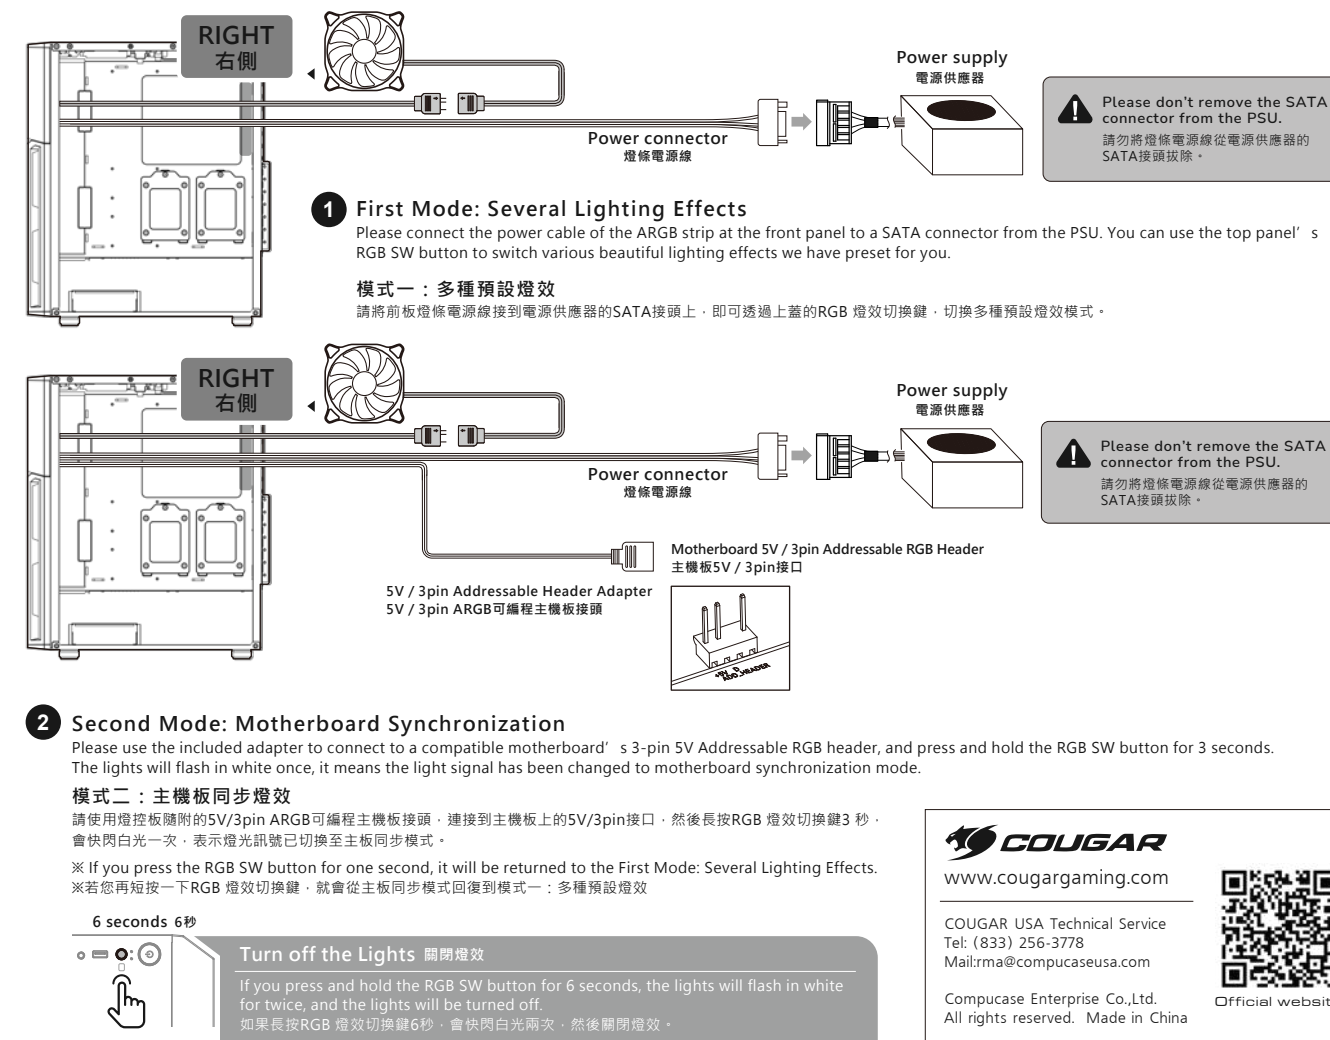 RIGHT
右側
Power supply
電源供應器
Power connector
燈條電源線
Please don't remove the SATA
connector from the PSU.
請勿將燈條電源線從電源供應器的
SATA接頭拔除。
1 First Mode: Several Lighting Effects
Please connect the power cable of the ARGB strip at the front panel to a SATA connector from the PSU. You can use the top panel’s
RGB SW button to switch various beautiful lighting effects we have preset for you.
模式一：多種預設燈效
請將前板燈條電源線接到電源供應器的SATA接頭上，即可透過上蓋的RGB 燈效切換鍵，切換多種預設燈效模式。
RIGHT
右側
Power supply
電源供應器
Power connector
燈條電源線
Please don't remove the SATA
connector from the PSU.
請勿將燈條電源線從電源供應器的
SATA接頭拔除。
Motherboard 5V / 3pin Addressable RGB Header
主機板5V / 3pin接口
5V / 3pin Addressable Header Adapter
5V / 3pin ARGB可編程主機板接頭
+5V D
ADD_HEADER
2 Second Mode: Motherboard Synchronization
Please use the included adapter to connect to a compatible motherboard’s 3-pin 5V Addressable RGB header, and press and hold the RGB SW button for 3 seconds.
The lights will flash in white once, it means the light signal has been changed to motherboard synchronization mode.
模式二：主機板同步燈效
請使用燈控板隨附的5V/3pin ARGB可編程主機板接頭，連接到主機板上的5V/3pin接口，然後長按RGB 燈效切換鍵3 秒，
會快閃白光一次，表示燈光訊號已切換至主板同步模式。
※ If you press the RGB SW button for one second, it will be returned to the First Mode: Several Lighting Effects.
※若您再短按一下RGB 燈效切換鍵，就會從主板同步模式回復到模式一：多種預設燈效
6 seconds 6秒
Turn off the Lights 關閉燈效
If you press and hold the RGB SW button for 6 seconds, the lights will flash in white
for twice, and the lights will be turned off.
如果長按RGB 燈效切換鍵6秒，會快閃白光兩次，然後關閉燈效。
COUGAR
www.cougargaming.com
COUGAR USA Technical Service
Tel: (833) 256-3778
Mail:rma@compucaseusa.com
Compucase Enterprise Co.,Ltd.
All rights reserved. Made in China
Official websit